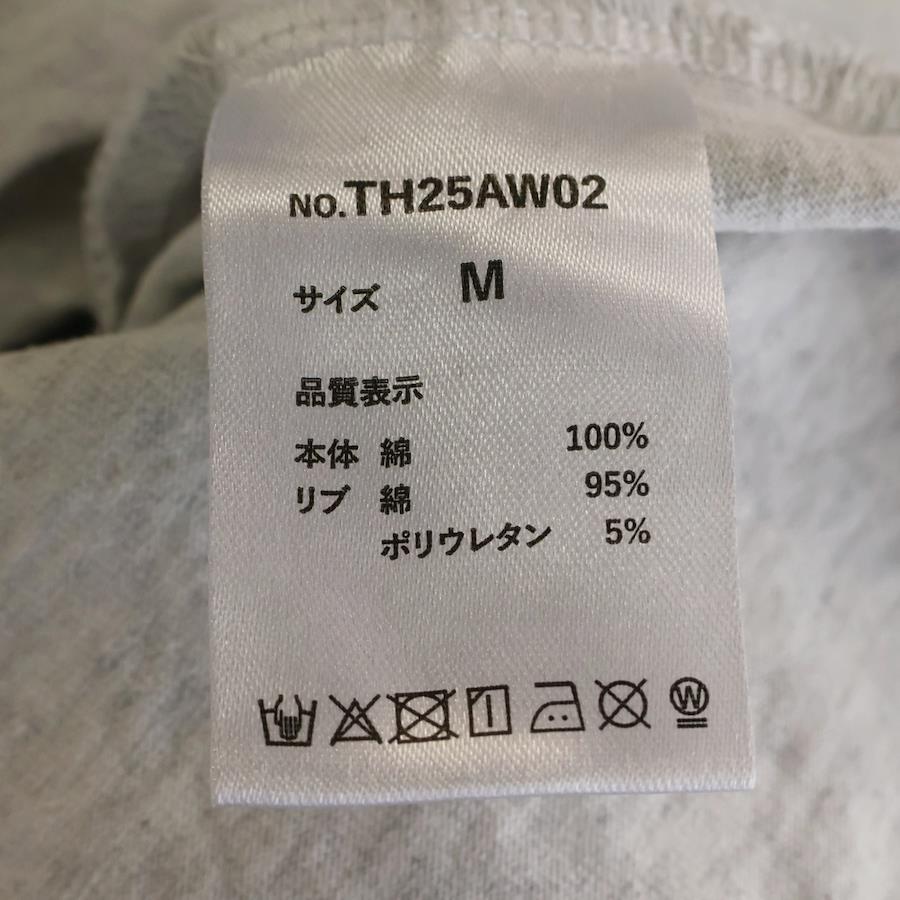 NO.TH25AW02
サイズ M
品質表示
本体 綿 100%
リブ 綿 95%
ポリウレタン 5%
W